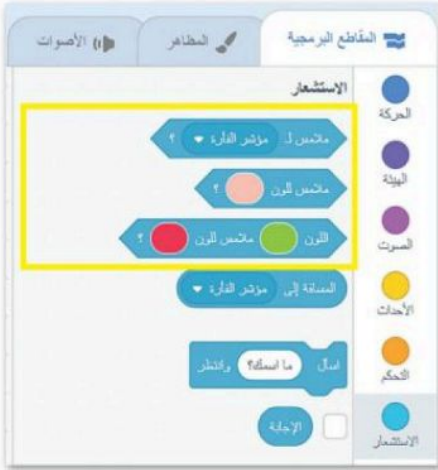 المقاطع البرمجية
المظاهر
الأصوات
الاستشعار
ملامس لـ مؤشر الفأرة ؟
ملامس للون ؟
اللون ملامس للون ؟
المسافة إلى مؤشر الفأرة
اسأل ما اسمك؟ وانتظر
الإجابة
الحركة
الهيئة
الصوت
الأحداث
التحكم
الاستشعار